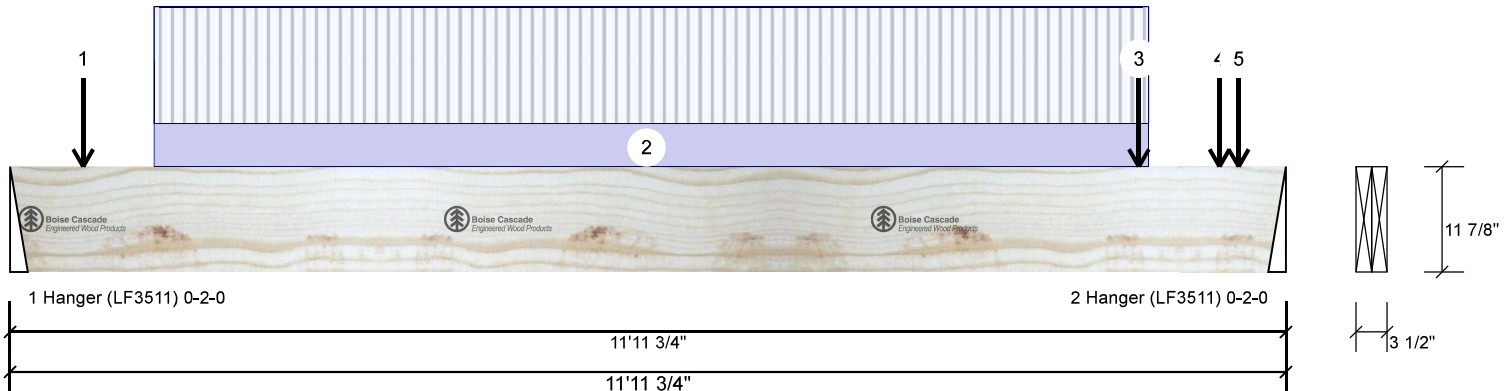 1
3
4
5
2
Boise Cascade
Engineered Wood Products
Boise Cascade
Engineered Wood Products
Boise Cascade
Engineered Wood Products
11 7/8"
1 Hanger (LF3511) 0-2-0
2 Hanger (LF3511) 0-2-0
11'11 3/4"
3 1/2"
11'11 3/4"